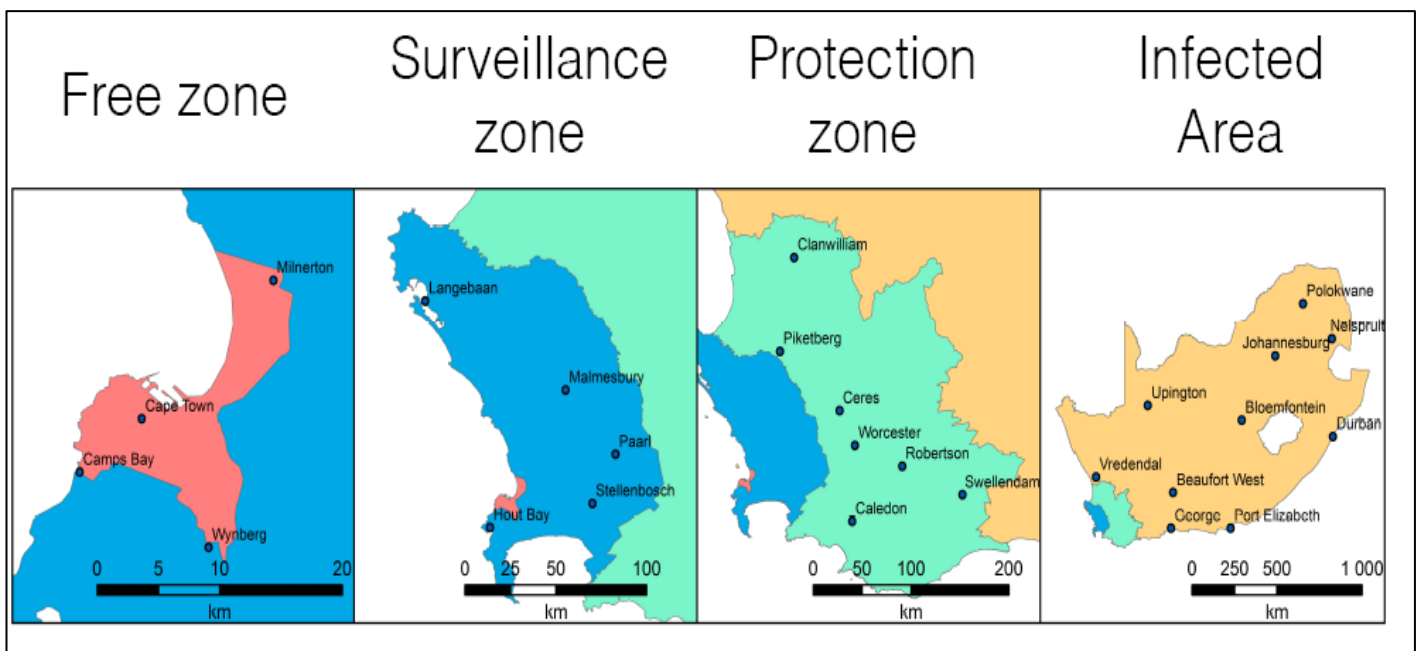 Free zone
Surveillance
zone
Protection
zone
Infected
Area
Milnerton
Cape Town
Camps Bay
Wynberg
0 5 10 20
km
Langebaan
Malmesbury
Paarl
Stellenbosch
Hout Bay
0 25 50 100
km
Clanwilliam
Piketberg
Ceres
Worcester
Robertson
Swellendam
Caledon
0 50 100 200
km
Polokwane
Nelspruit
Johannesburg
Upington
Bloemfontein
Durban
Vredendal
Beaufort West
George
Port Elizabeth
0 250 500 1000
km